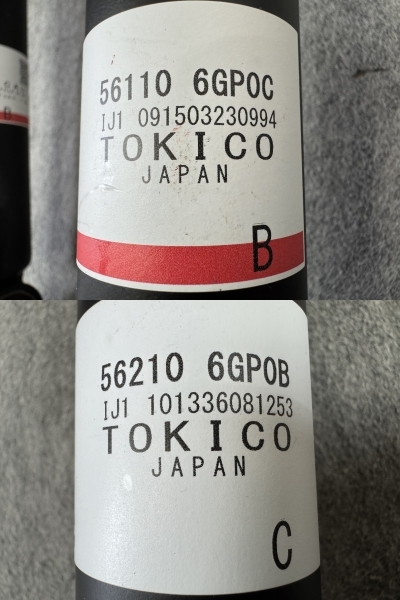 56110 6GP0C
IJ1 091503230994
TOKICO
JAPAN
B
56210 6GP0B
IJ1 101336081253
TOKICO
JAPAN
C